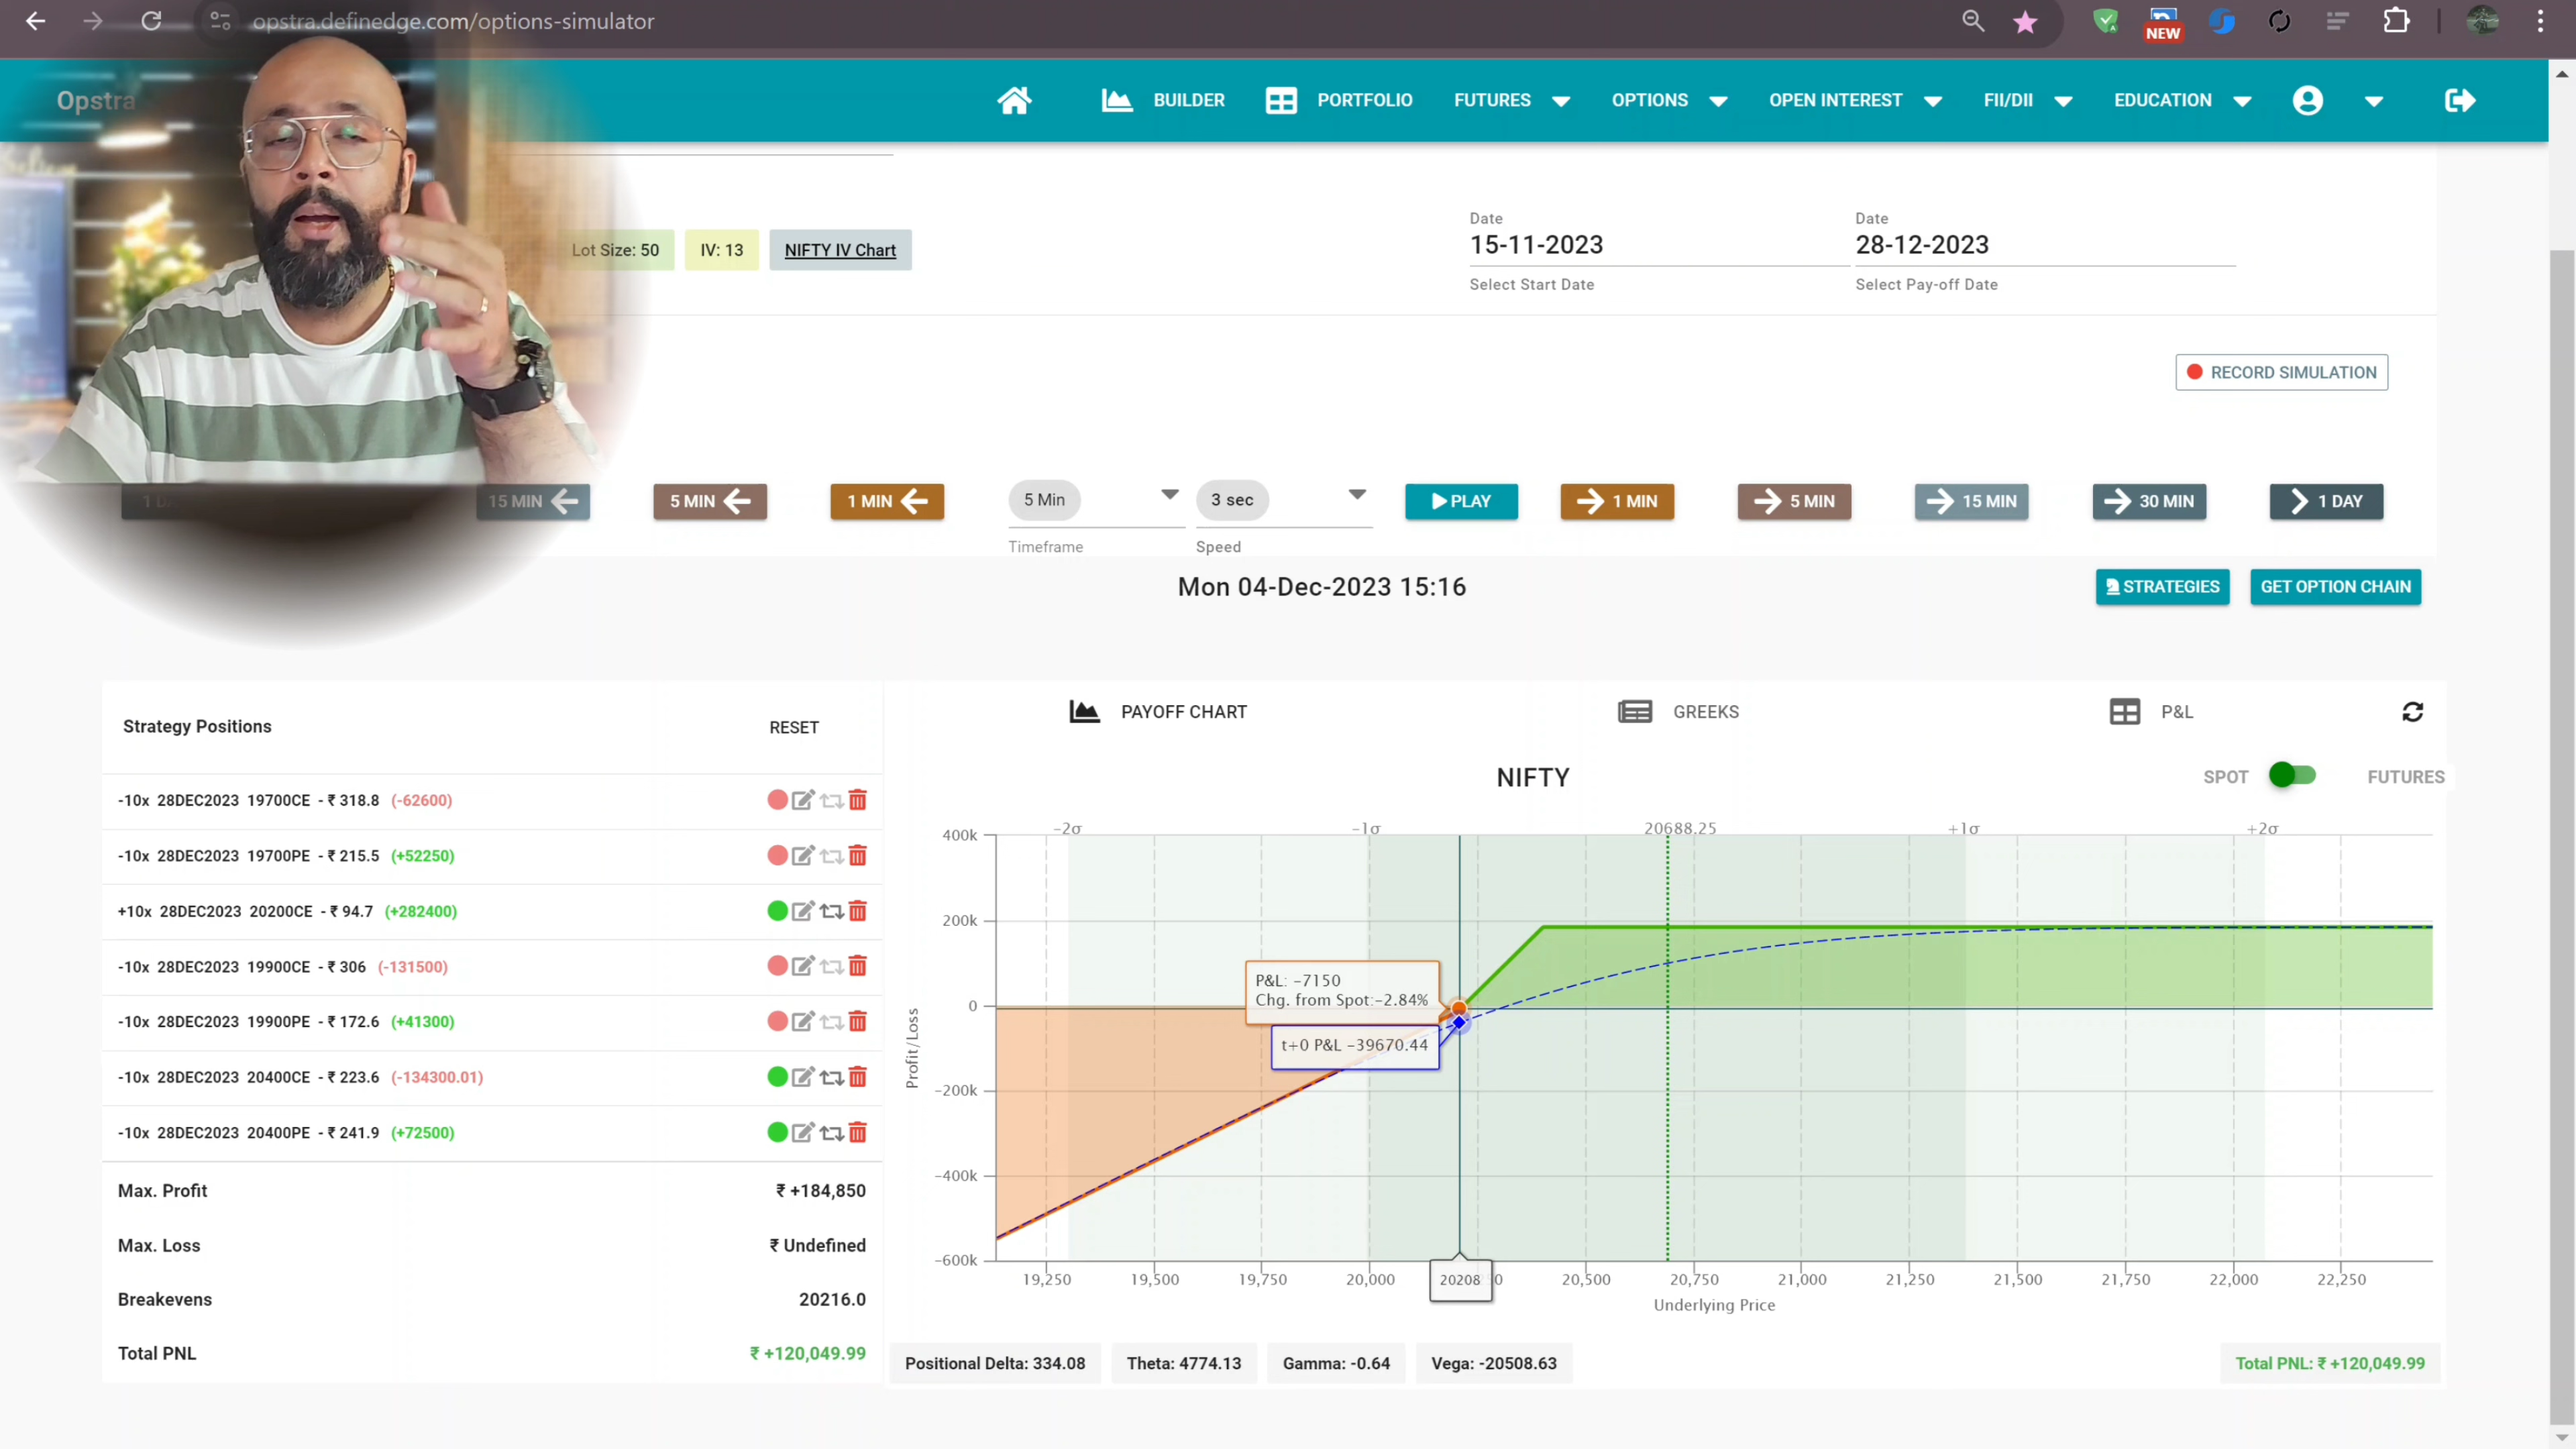 opstra.definedge.com/options-simulator
NEW
Opstra
BUILDER
PORTFOLIO
FUTURES
OPTIONS
OPEN INTEREST
FII/DII
EDUCATION
Lot Size: 50
IV: 13
NIFTY IV Chart
Date
15-11-2023
Select Start Date
Date
28-12-2023
Select Pay-off Date
RECORD SIMULATION
15 MIN
5 MIN
1 MIN
5 Min
Timeframe
3 sec
Speed
PLAY
1 MIN
5 MIN
15 MIN
30 MIN
1 DAY
Mon 04-Dec-2023 15:16
STRATEGIES
GET OPTION CHAIN
Strategy Positions
RESET
-10x 28DEC2023 19700CE - ₹ 318.8 (-62600)
-10x 28DEC2023 19700PE - ₹ 215.5 (+52250)
+10x 28DEC2023 20200CE - ₹ 94.7 (+282400)
-10x 28DEC2023 19900CE - ₹ 306 (-131500)
-10x 28DEC2023 19900PE - ₹ 172.6 (+41300)
-10x 28DEC2023 20400CE - ₹ 223.6 (-134300.01)
-10x 28DEC2023 20400PE - ₹ 241.9 (+72500)
Max. Profit ₹ +184,850
Max. Loss ₹ Undefined
Breakevens 20216.0
Total PNL ₹ +120,049.99
PAYOFF CHART
GREEKS
P&L
NIFTY
SPOT
FUTURES
-2σ
-1σ
20688.25
+1σ
+2σ
400k
200k
0
-200k
-400k
-600k
Profit/Loss
P&L: -7150
Chg. from Spot:-2.84%
t+0 P&L -39670.44
19,250
19,500
19,750
20,000
20208
20,500
20,750
21,000
21,250
21,500
21,750
22,000
22,250
Underlying Price
Positional Delta: 334.08
Theta: 4774.13
Gamma: -0.64
Vega: -20508.63
Total PNL: ₹ +120,049.99